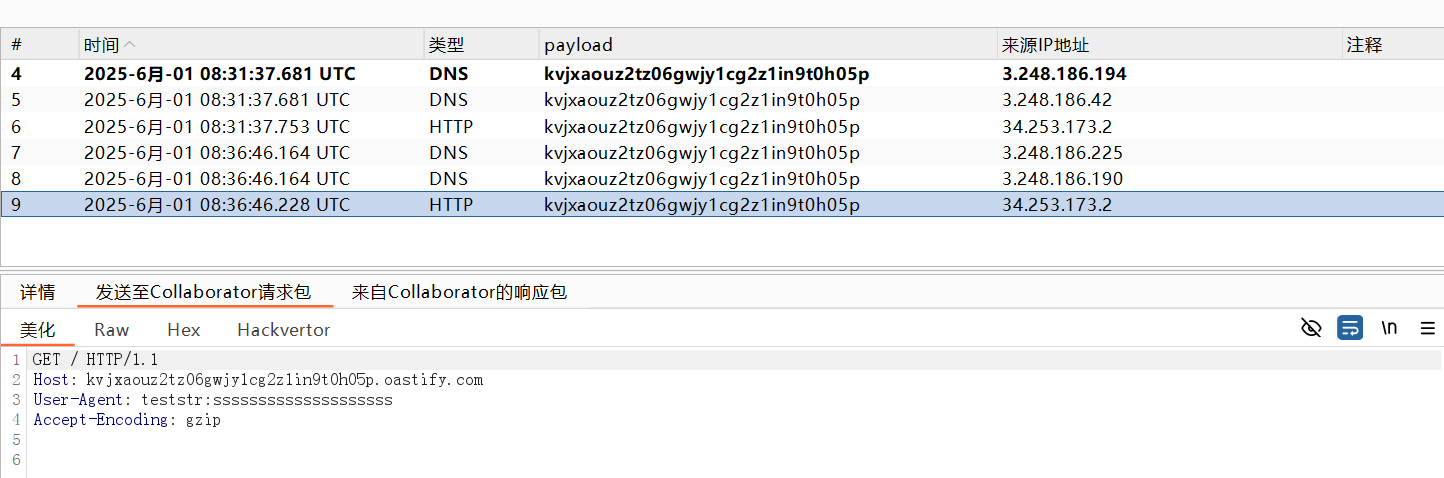 # 时间 类型 payload 来源IP地址 注释
4 2025-6月-01 08:31:37.681 UTC DNS kvjxaouz2tz06gwjy1cg2z1in9t0h05p 3.248.186.194
5 2025-6月-01 08:31:37.681 UTC DNS kvjxaouz2tz06gwjy1cg2z1in9t0h05p 3.248.186.42
6 2025-6月-01 08:31:37.753 UTC HTTP kvjxaouz2tz06gwjy1cg2z1in9t0h05p 34.253.173.2
7 2025-6月-01 08:36:46.164 UTC DNS kvjxaouz2tz06gwjy1cg2z1in9t0h05p 3.248.186.225
8 2025-6月-01 08:36:46.164 UTC DNS kvjxaouz2tz06gwjy1cg2z1in9t0h05p 3.248.186.190
9 2025-6月-01 08:36:46.228 UTC HTTP kvjxaouz2tz06gwjy1cg2z1in9t0h05p 34.253.173.2
详情 发送至Collaborator请求包 来自Collaborator的响应包
美化 Raw Hex Hackvertor \n
1 GET / HTTP/1.1
2 Host: kvjxaouz2tz06gwjy1cg2z1in9t0h05p.oastify.com
3 User-Agent: teststr:ssssssssssssssssssss
4 Accept-Encoding: gzip
5
6